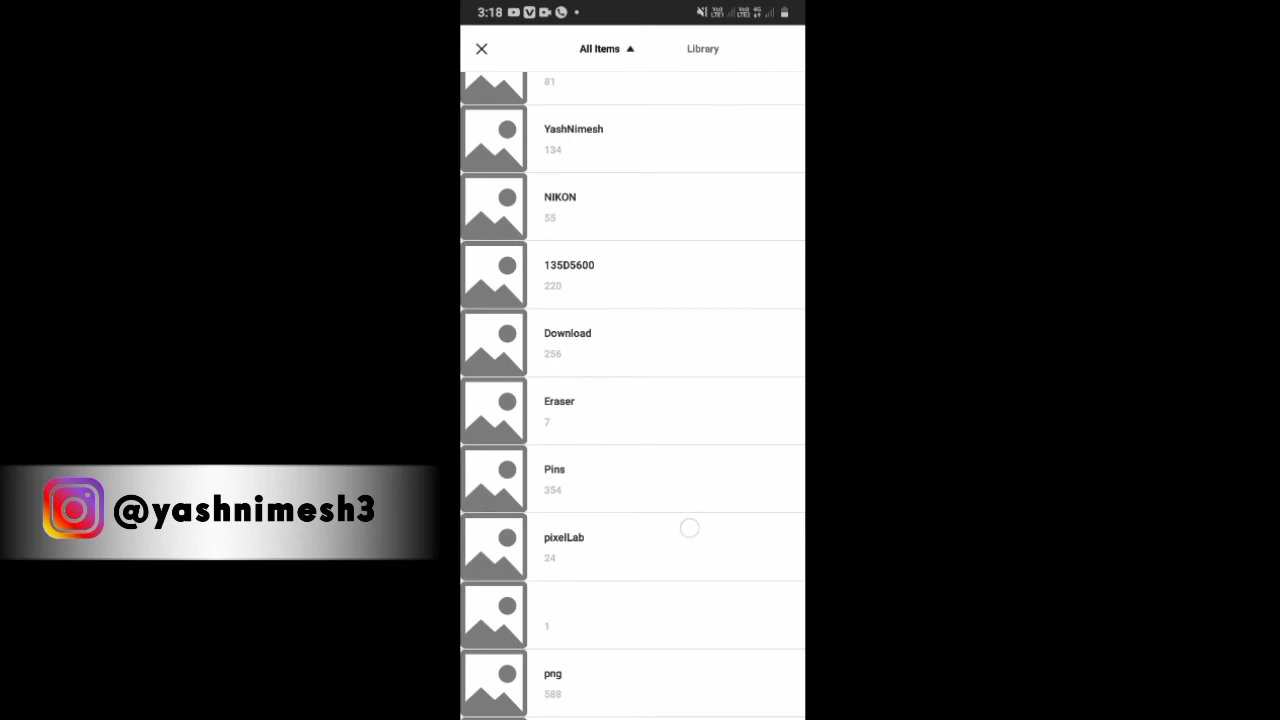 3:18
All Items
Library
81
YashNimesh
134
NIKON
55
135D5600
220
Download
256
Eraser
7
Pins
354
pixelLab
24
1
png
588
@yashnimesh3